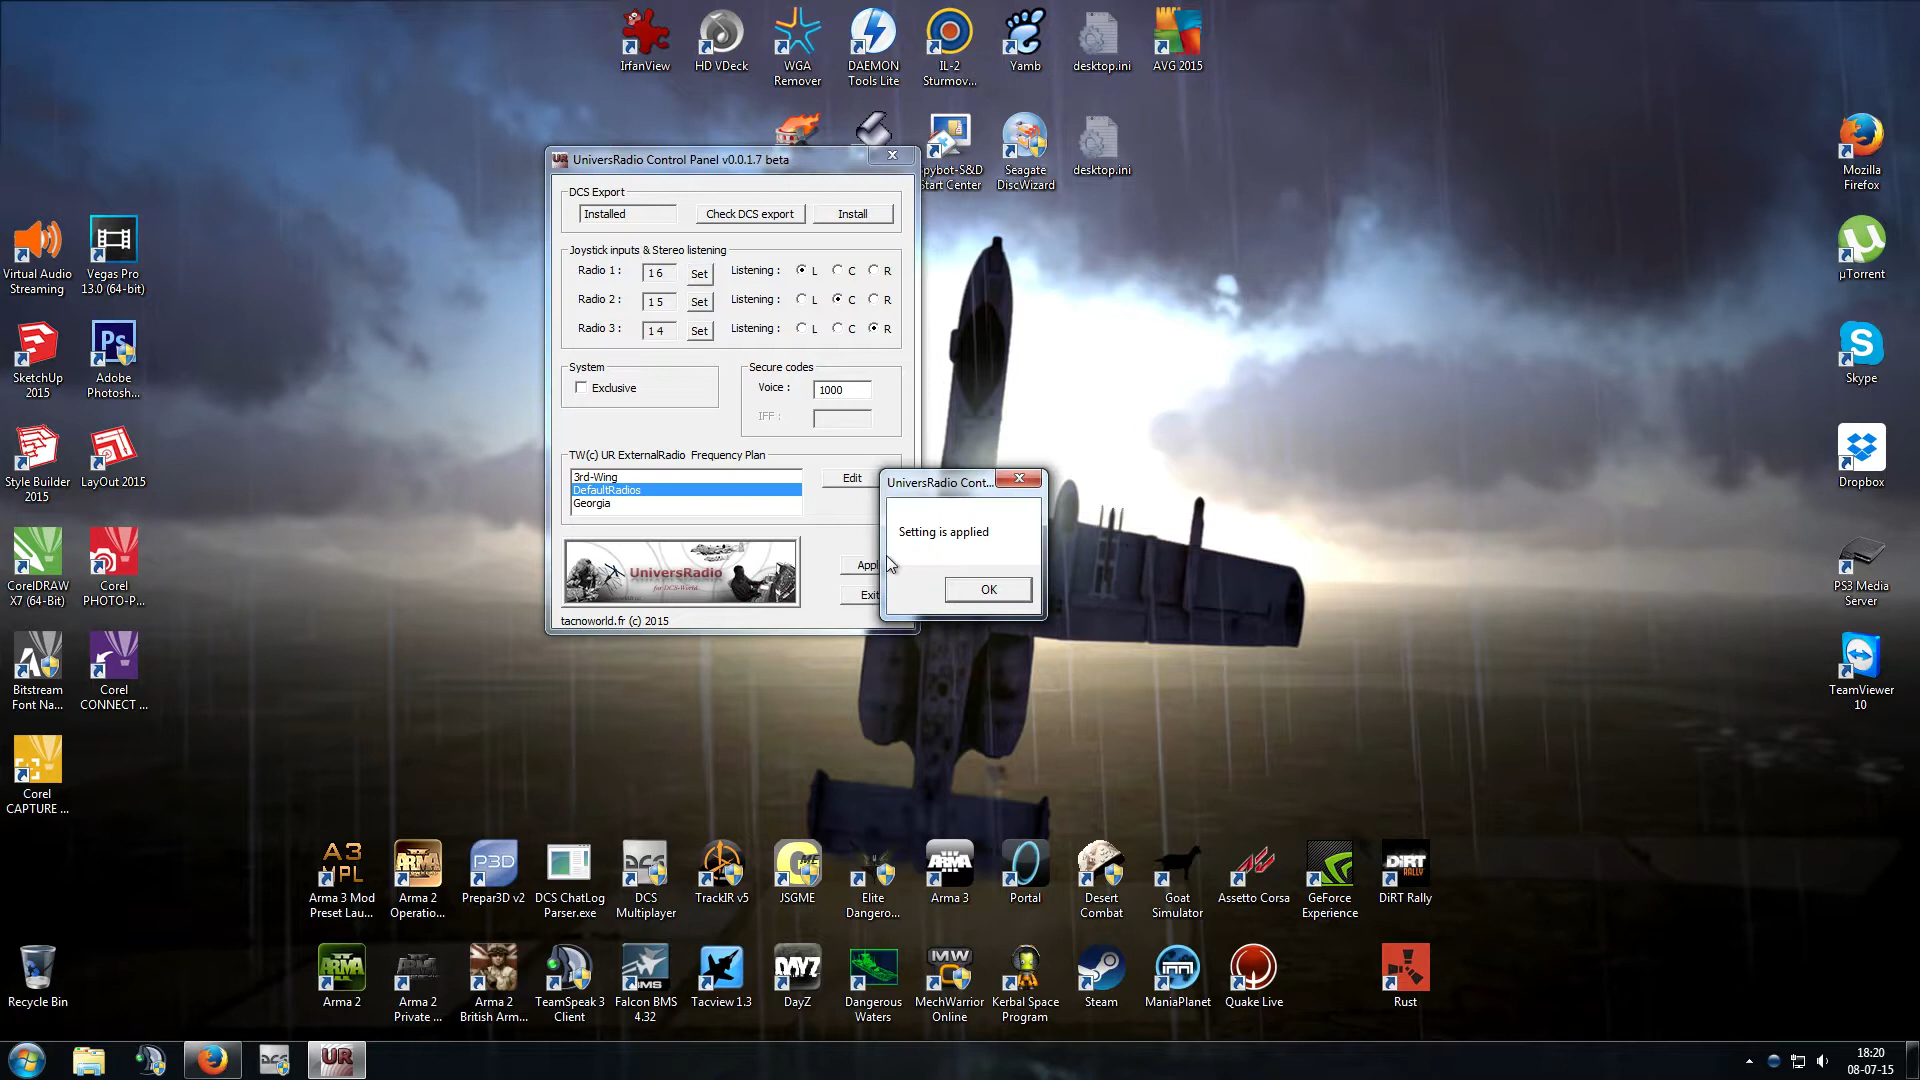 IrfanView
HD VDeck
WGA Remover
DAEMON Tools Lite
IL-2 Sturmov...
Yamb
desktop.ini
AVG 2015
Start Center
Seagate DiscWizard
desktop.ini
Mozilla Firefox
µTorrent
Skype
Dropbox
PS3 Media Server
TeamViewer 10
Virtual Audio Streaming
Vegas Pro 13.0 (64-bit)
SketchUp 2015
Adobe Photosh...
Style Builder 2015
LayOut 2015
CorelDRAW X7 (64-Bit)
Corel PHOTO-P...
Bitstream Font Na...
Corel CONNECT ...
Corel CAPTURE ...
Recycle Bin
UR UniversRadio Control Panel v0.0.1.7 beta
DCS Export
Installed Check DCS export Install
Joystick inputs & Stereo listening
Radio 1 : 16 Set Listening : L C R
Radio 2 : 15 Set Listening : L C R
Radio 3 : 14 Set Listening : L C R
System
Exclusive
Secure codes
Voice : 1000
IFF :
TW(c) UR ExternalRadio Frequency Plan
3rd-Wing
DefaultRadios
Georgia
Edit
UniversRadio
for DCS-World
Exit
tacnoworld.fr (c) 2015
UniversRadio Cont...
Setting is applied
OK
Arma 3 Mod Preset Lau...
Arma 2 Operatio...
Prepar3D v2
DCS ChatLog Parser.exe
DCS Multiplayer
TrackIR v5
JSGME
Elite Dangero...
Arma 3
Portal
Desert Combat
Goat Simulator
Assetto Corsa
GeForce Experience
DiRT Rally
Arma 2
Arma 2 Private ...
Arma 2 British Arm...
TeamSpeak 3 Client
Falcon BMS 4.32
Tacview 1.3
DayZ
Dangerous Waters
MechWarrior Online
Kerbal Space Program
Steam
ManiaPlanet
Quake Live
Rust
UR
18:20
08-07-15